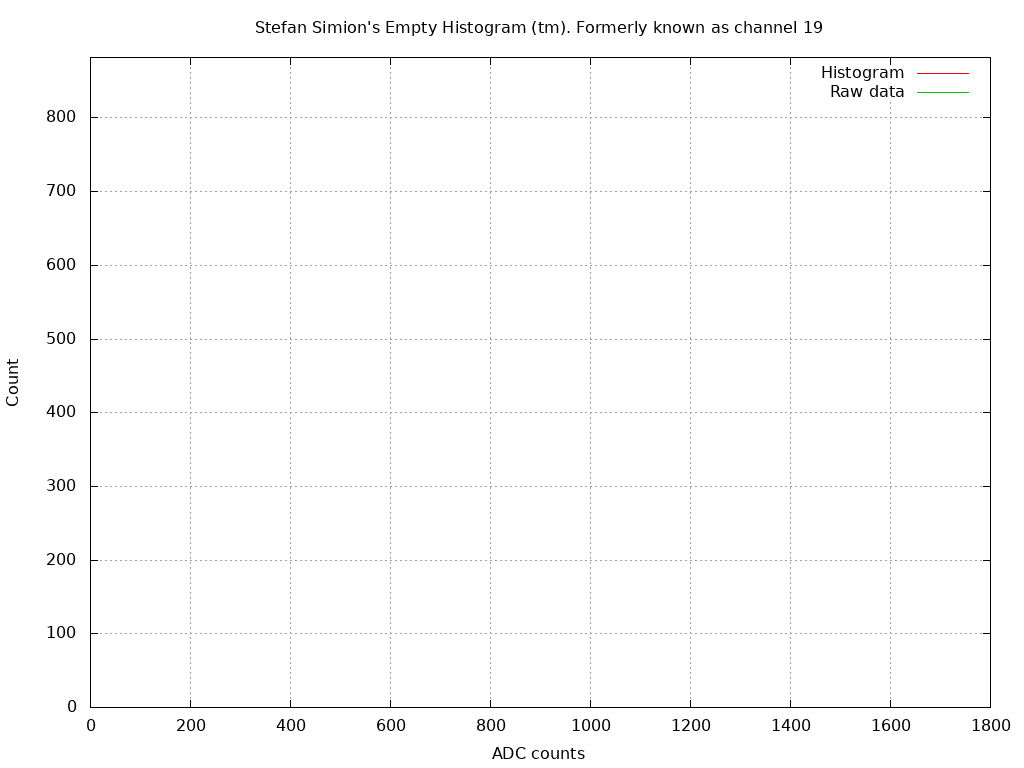 Stefan Simion's Empty Histogram (tm). Formerly known as channel 19
Histogram
Raw data
800
700
600
500
400
300
200
100
0
Count
0 200 400 600 800 1000 1200 1400 1600 1800
ADC counts